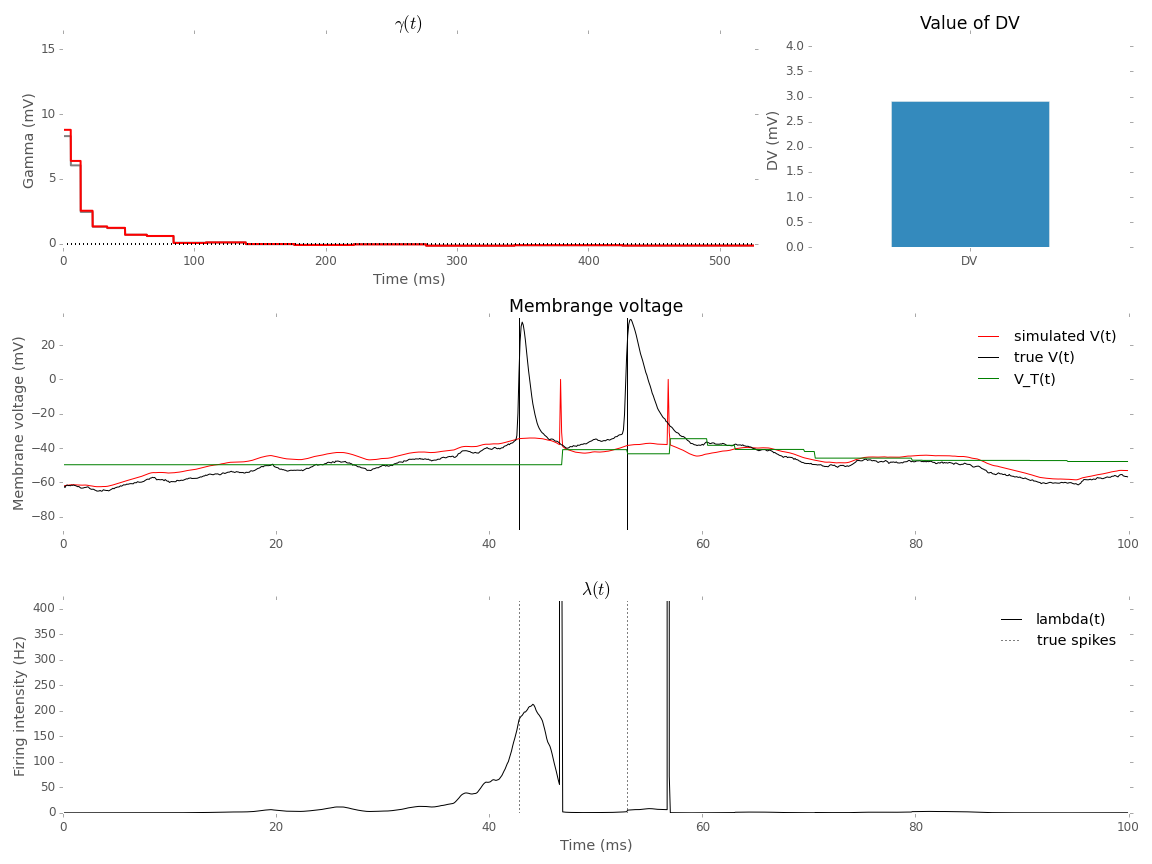 γ(t)
Gamma (mV)
15
10
5
0
0 100 200 300 400 500
Time (ms)
Value of DV
DV (mV)
4.0
3.5
3.0
2.5
2.0
1.5
1.0
0.5
0.0
DV
Membrange voltage
Membrane voltage (mV)
20
0
−20
−40
−60
−80
simulated V(t)
true V(t)
V_T(t)
0 20 40 60 80 100
λ(t)
Firing intensity (Hz)
400
350
300
250
200
150
100
50
0
lambda(t)
true spikes
0 20 40 60 80 100
Time (ms)